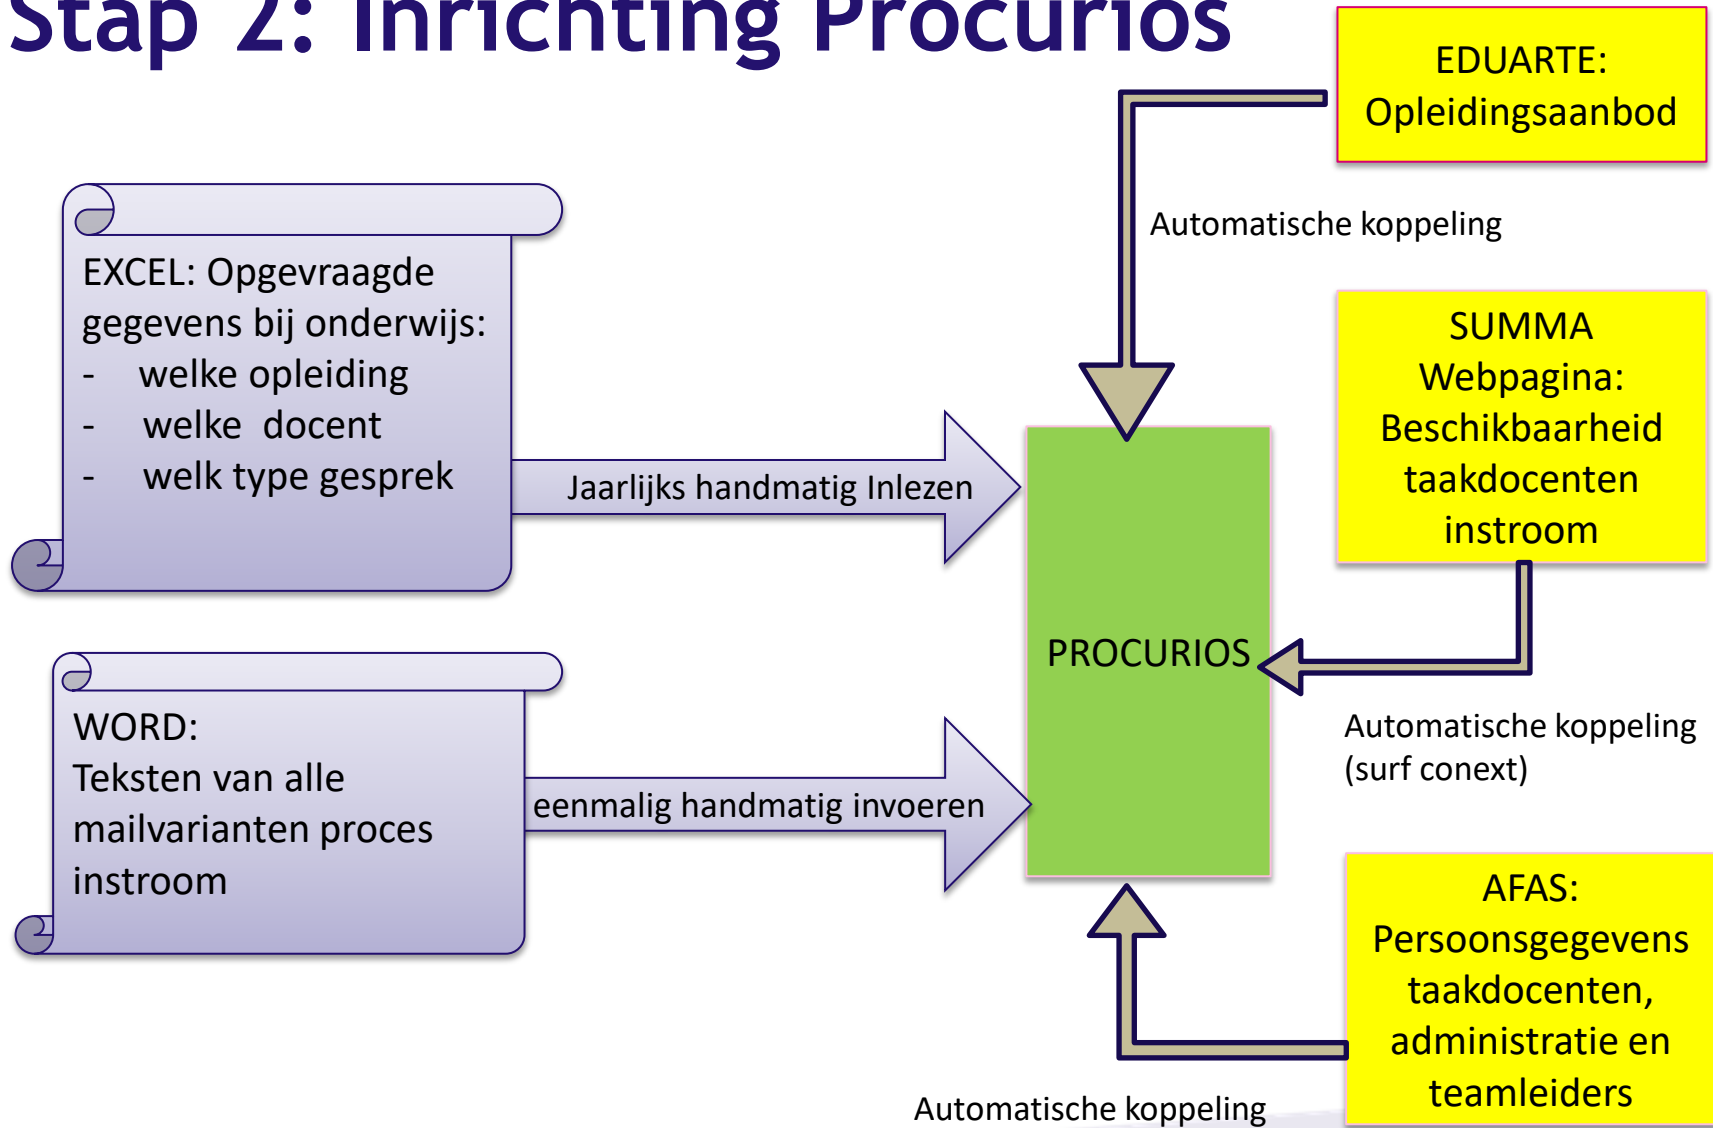 Stap 2: Inrichting Procurios
EDUARTE:
Opleidingsaanbod
Automatische koppeling
EXCEL: Opgevraagde
gegevens bij onderwijs:
- welke opleiding
- welke docent
- welk type gesprek
Jaarlijks handmatig Inlezen
SUMMA
Webpagina:
Beschikbaarheid
taakdocenten
instroom
PROCURIOS
Automatische koppeling
(surf conext)
WORD:
Teksten van alle
mailvarianten proces
instroom
eenmalig handmatig invoeren
AFAS:
Persoonsgegevens
taakdocenten,
administratie en
teamleiders
Automatische koppeling